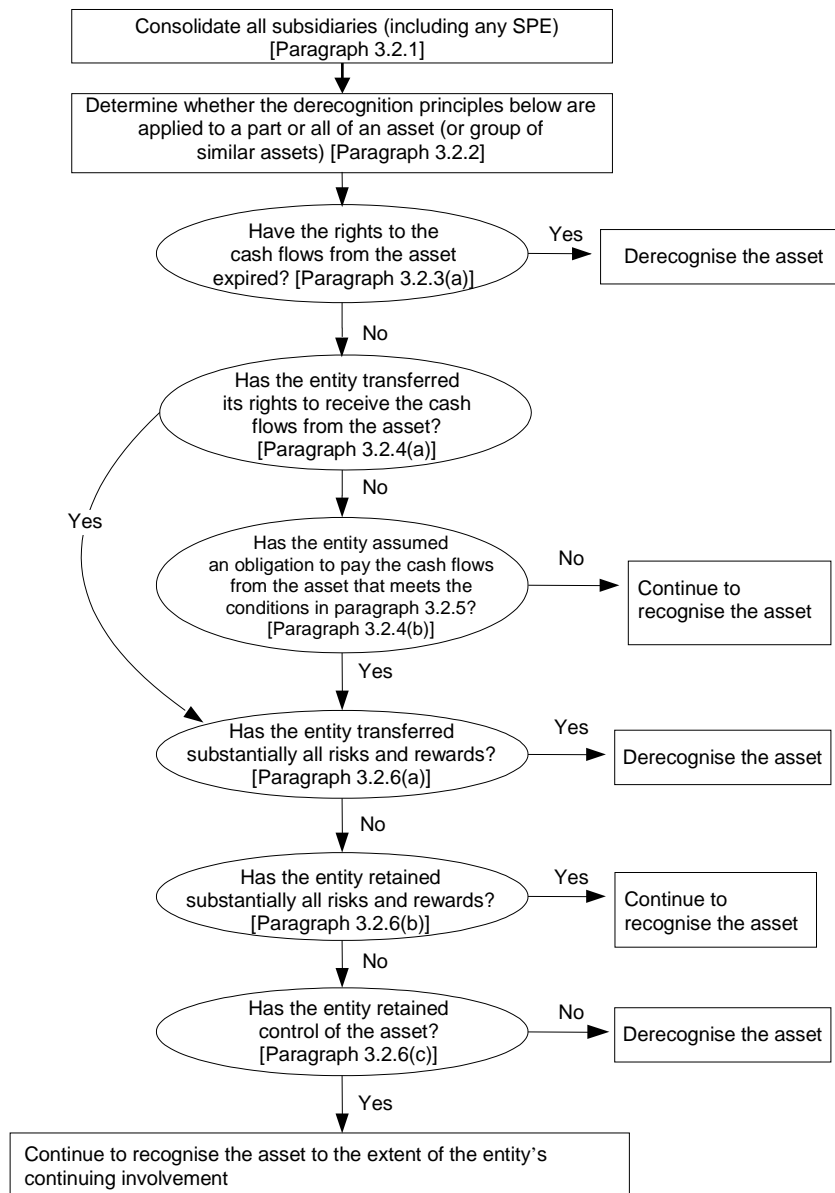 Consolidate all subsidiaries (including any SPE)
[Paragraph 3.2.1]
Determine whether the derecognition principles below are
applied to a part or all of an asset (or group of
similar assets) [Paragraph 3.2.2]
Have the rights to the
cash flows from the asset
expired? [Paragraph 3.2.3(a)]
Yes
Derecognise the asset
No
Has the entity transferred
its rights to receive the cash
flows from the asset?
[Paragraph 3.2.4(a)]
Yes
No
Has the entity assumed
an obligation to pay the cash flows
from the asset that meets the
conditions in paragraph 3.2.5?
[Paragraph 3.2.4(b)]
No
Continue to
recognise the asset
Yes
Has the entity transferred
substantially all risks and rewards?
[Paragraph 3.2.6(a)]
Yes
Derecognise the asset
No
Has the entity retained
substantially all risks and rewards?
[Paragraph 3.2.6(b)]
Yes
Continue to
recognise the asset
No
Has the entity retained
control of the asset?
[Paragraph 3.2.6(c)]
No
Derecognise the asset
Yes
Continue to recognise the asset to the extent of the entity’s
continuing involvement